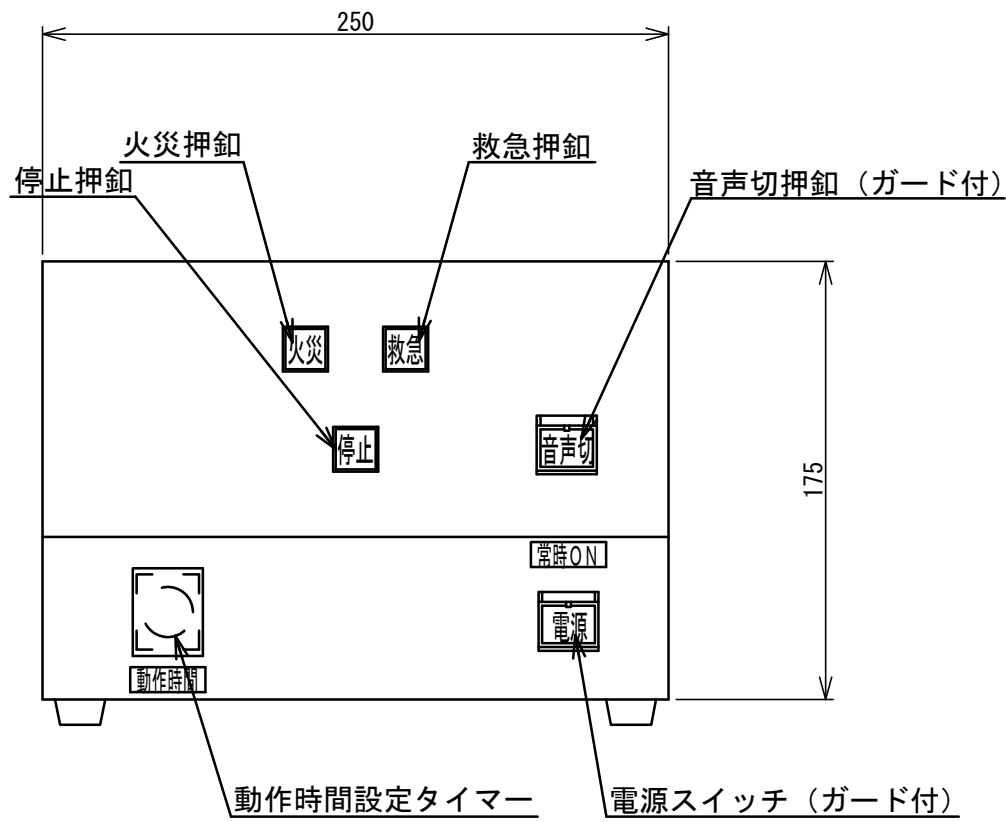 250
火災押釦
救急押釦
停止押釦
音声切押釦（ガード付）
火災
救急
停止
音声切
175
常時ON
電源
動作時間
動作時間設定タイマー
電源スイッチ（ガード付）